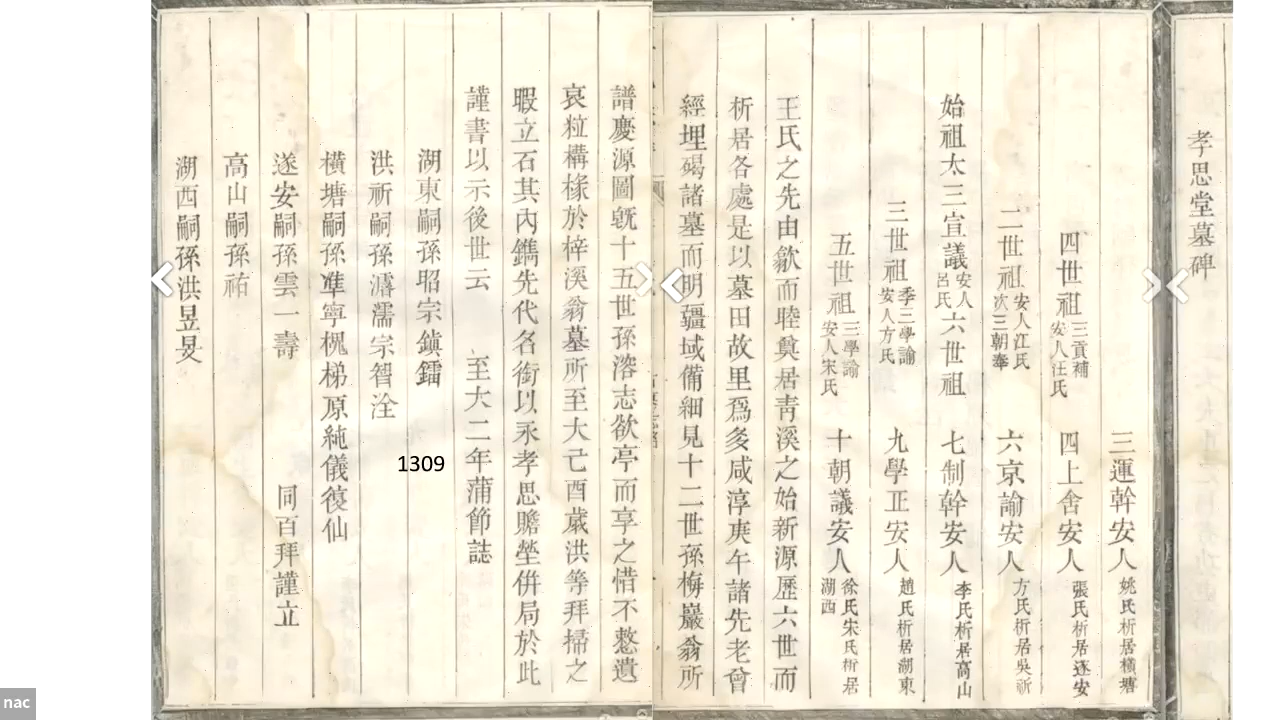 孝思堂墓碑
三運幹安人姚氏析居橫塘
四世祖三貢補安人汪氏 四上舍安人張氏析居遂安
二世祖安人江氏次三朝奉 六京諭安人方氏析居吳祈
始祖太三宣議安人呂氏六世祖 七制幹安人李氏析居高山
三世祖季三學諭安人方氏 九學正安人趙氏析居湖東
五世祖三學諭安人宋氏 十朝議安人徐氏宋氏析居湖西
王氏之先由歙而睦奠居靑溪之始新源歷六世而
析居各處是以墓田故里爲多咸淳庚午諸先老曾
經埋碣諸墓而明疆域備細見十二世孫梅巖翁所
譜慶源圖旣十五世孫溶志欲亭而享之惜不憗遺
哀粒構椽於梓溪翁墓所至大己酉歲洪等拜掃之
暇立石其內鐫先代名銜以永孝思贍塋倂局於此
謹書以示後世云 至大二年蒲節誌
湖東嗣孫昭宗鎭鐳
1309
洪祈嗣孫濳濡宗智洤
橫塘嗣孫準寧槐梯原純儀復仙
遂安嗣孫雲一壽 同百拜謹立
高山嗣孫祐
湖西嗣孫洪昱旻
nac